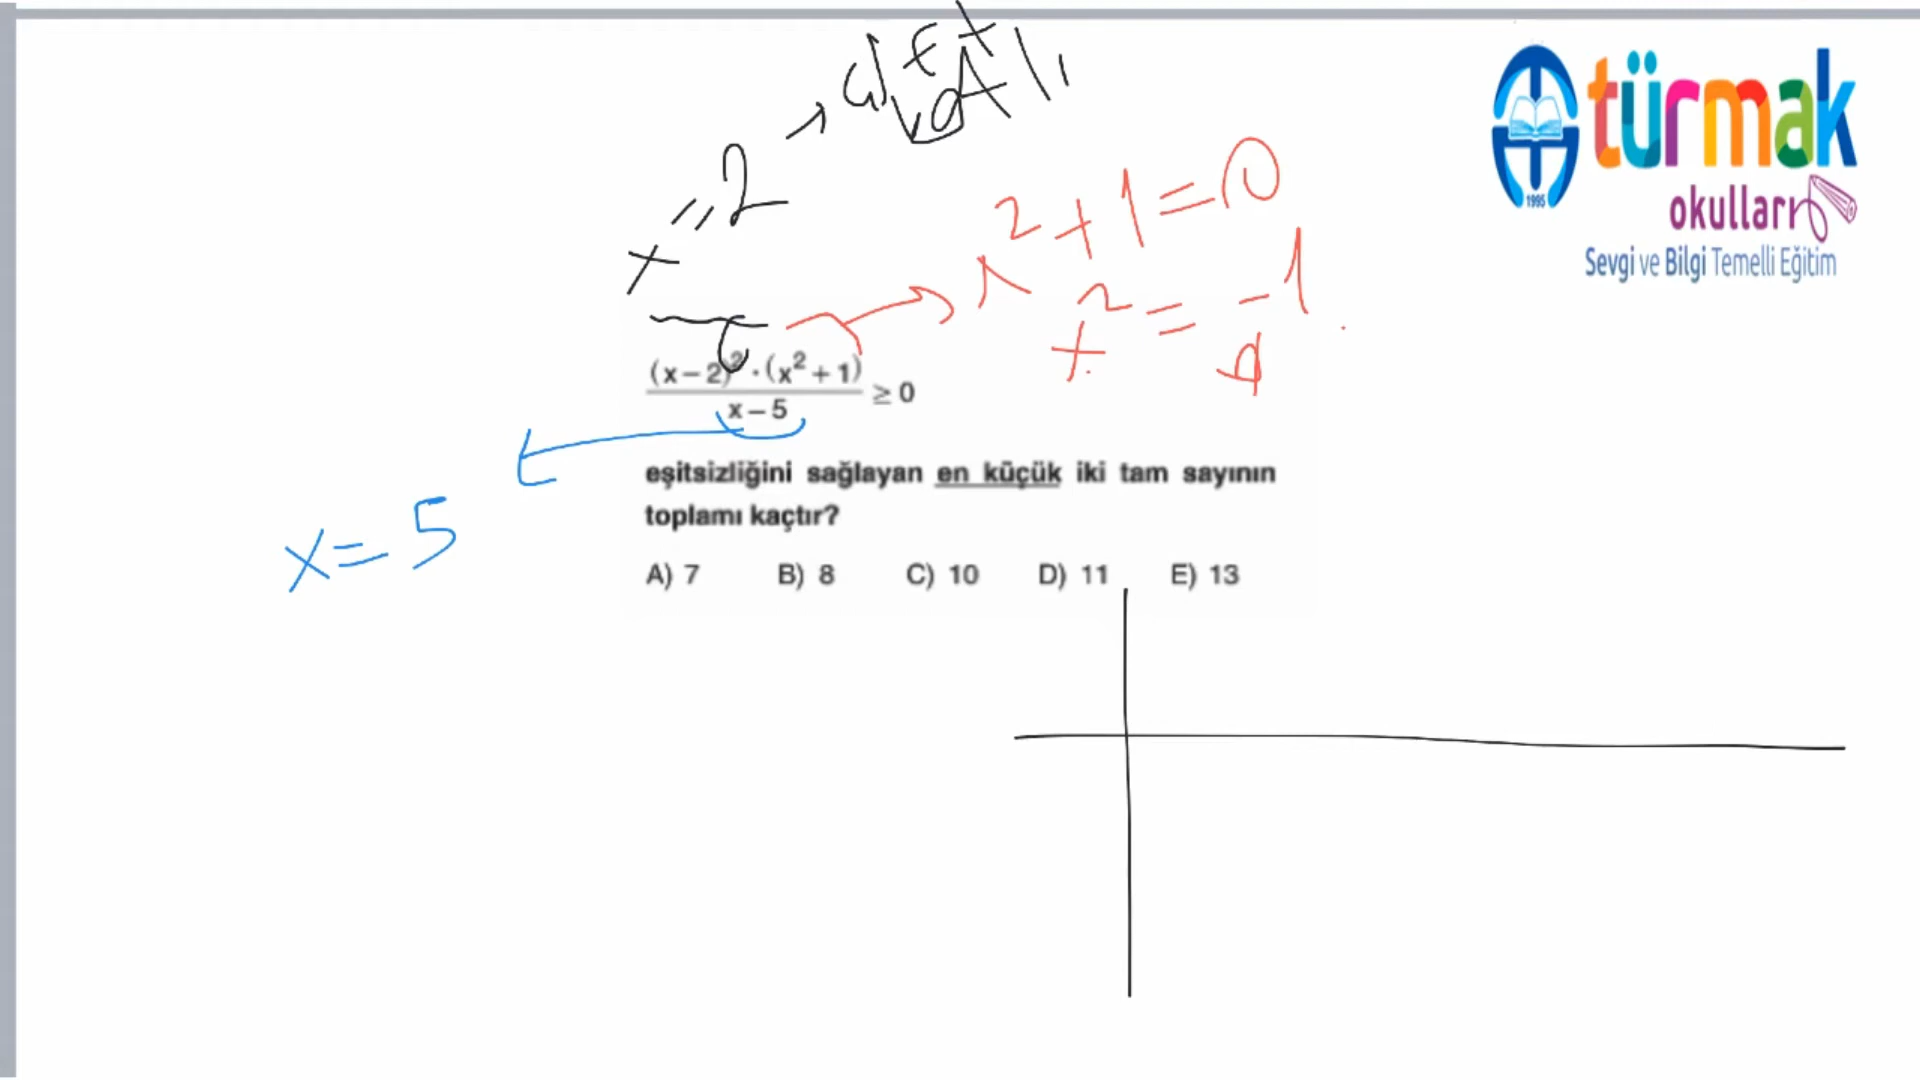 çift katlı
x=2
x²+1=0
x²=-1
(x-2)²·(x²+1)
x-5
≥0
x=5
eşitsizliğini sağlayan en küçük iki tam sayının
toplamı kaçtır?
A) 7 B) 8 C) 10 D) 11 E) 13
türmak
okulları
1995
Sevgi ve Bilgi Temelli Eğitim